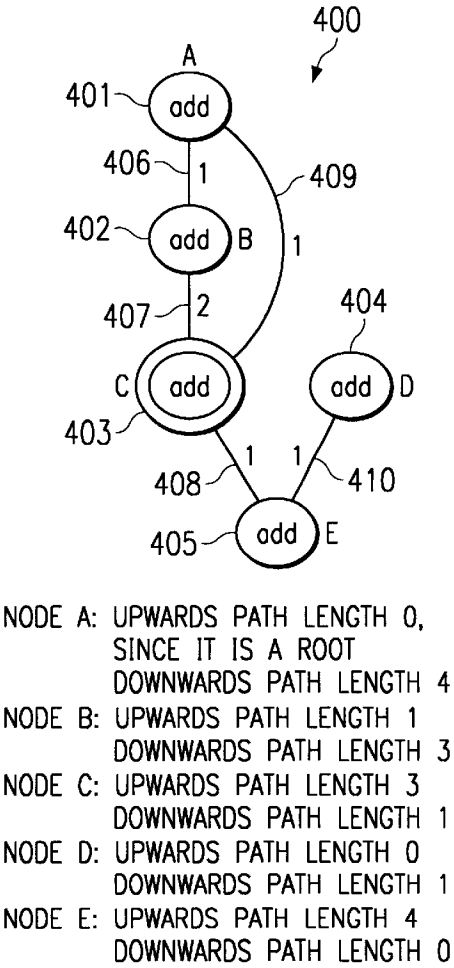 400
A
401
add
406
1
409
402
add
B
1
407
2
404
C
add
add
D
403
1
1
408
410
405
add
E
NODE A: UPWARDS PATH LENGTH 0,
SINCE IT IS A ROOT
DOWNWARDS PATH LENGTH 4
NODE B: UPWARDS PATH LENGTH 1
DOWNWARDS PATH LENGTH 3
NODE C: UPWARDS PATH LENGTH 3
DOWNWARDS PATH LENGTH 1
NODE D: UPWARDS PATH LENGTH 0
DOWNWARDS PATH LENGTH 1
NODE E: UPWARDS PATH LENGTH 4
DOWNWARDS PATH LENGTH 0